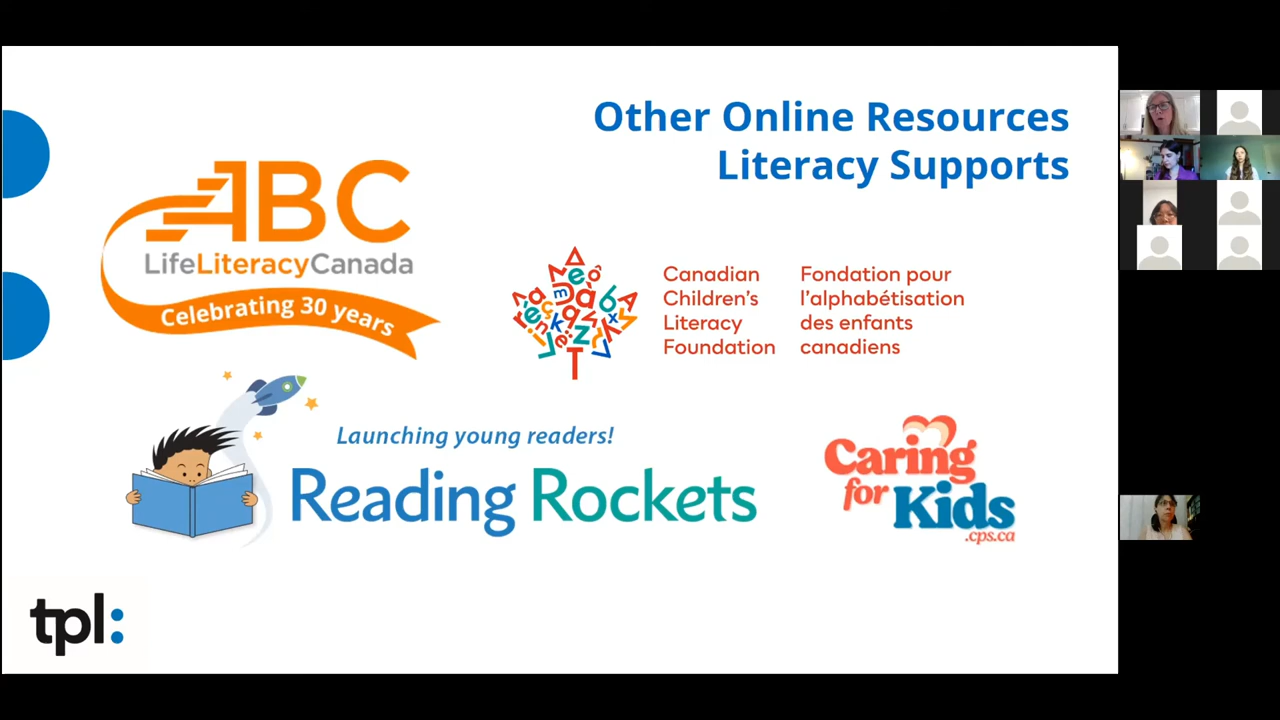 Other Online Resources
Literacy Supports
ABC
LifeLiteracyCanada
Celebrating 30 years
Canadian
Children's
Literacy
Foundation
Fondation pour
l'alphabétisation
des enfants
canadiens
Launching young readers!
Reading Rockets
Caring
for
Kids
.cps.ca
tpl: